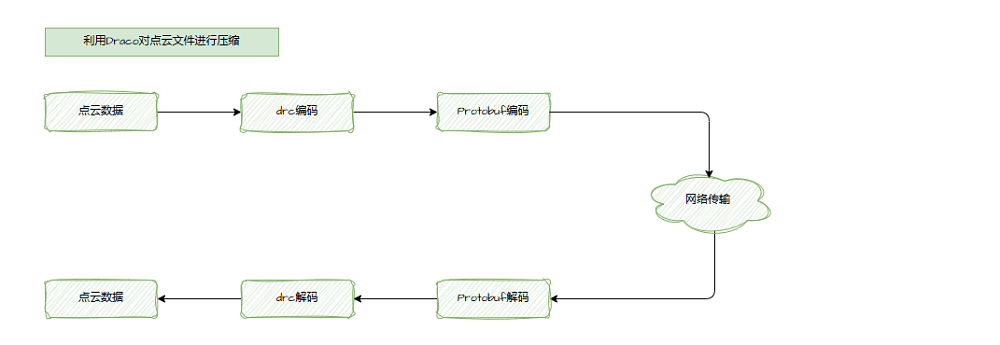 利用Draco对点云文件进行压缩
点云数据
drc编码
Protobuf编码
网络传输
点云数据
drc解码
Protobuf解码